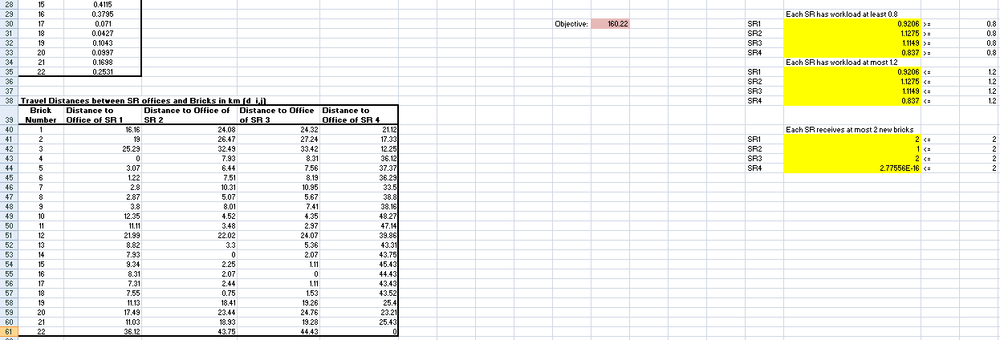 28 15 0.4115
29 16 0.3795 Each SR has workload at least 0.8
30 17 0.071 Objective: 160.22 SR1 0.9206 >= 0.8
31 18 0.0427 SR2 1.1275 >= 0.8
32 19 0.1043 SR3 1.1149 >= 0.8
33 20 0.0997 SR4 0.837 >= 0.8
34 21 0.1698 Each SR has workload at most 1.2
35 22 0.2531 SR1 0.9206 <= 1.2
36 SR2 1.1275 <= 1.2
37 SR3 1.1149 <= 1.2
38 Travel Distances between SR offices and Bricks in km (d_i,j) SR4 0.837 <= 1.2
39 Brick Number Distance to Office of SR 1 Distance to Office of SR 2 Distance to Office of SR 3 Distance to Office of SR 4
40 1 16.16 24.08 24.32 21.12 Each SR receives at most 2 new bricks
41 2 19 26.47 27.24 17.33 SR1 2 <= 2
42 3 25.29 32.49 33.42 12.25 SR2 1 <= 2
43 4 0 7.93 8.31 36.12 SR3 2 <= 2
44 5 3.07 6.44 7.56 37.37 SR4 2.77556E-16 <= 2
45 6 1.22 7.51 8.19 36.29
46 7 2.8 10.31 10.95 33.5
47 8 2.87 5.07 5.67 38.8
48 9 3.8 8.01 7.41 38.16
49 10 12.35 4.52 4.35 48.27
50 11 11.11 3.48 2.97 47.14
51 12 21.99 22.02 24.07 39.86
52 13 8.82 3.3 5.36 43.31
53 14 7.93 0 2.07 43.75
54 15 9.34 2.25 1.11 45.43
55 16 8.31 2.07 0 44.43
56 17 7.31 2.44 1.11 43.43
57 18 7.55 0.75 1.53 43.52
58 19 11.13 18.41 19.26 25.4
59 20 17.49 23.44 24.76 23.21
60 21 11.03 18.93 19.28 25.43
61 22 36.12 43.75 44.43 0